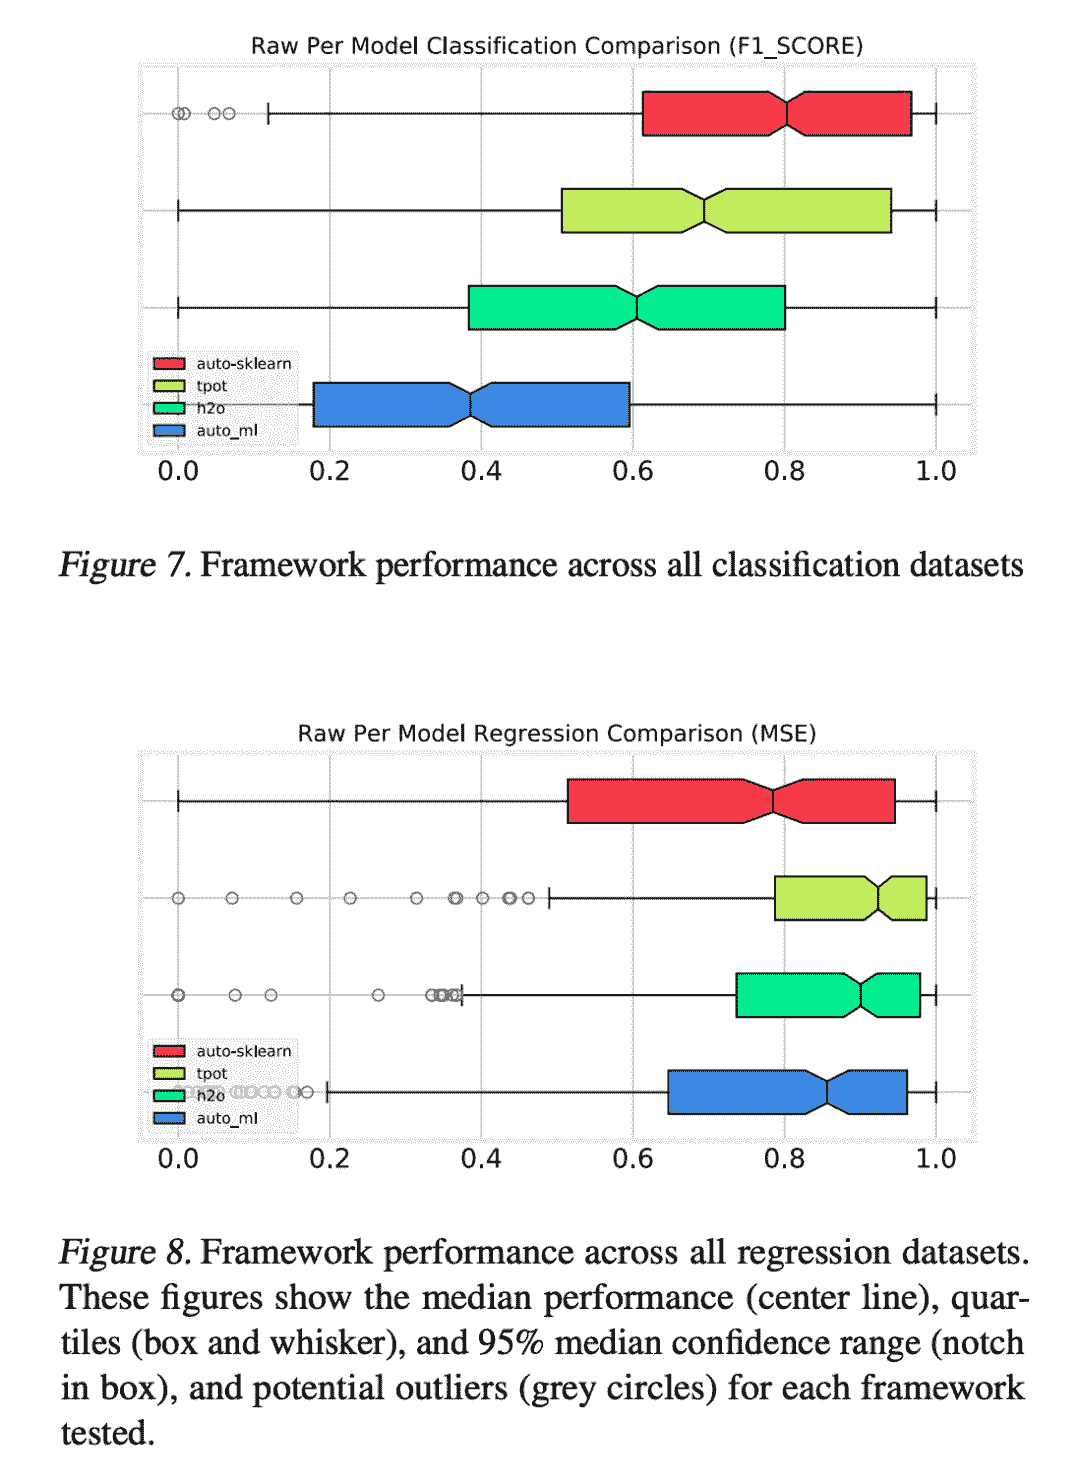 Raw Per Model Classification Comparison (F1_SCORE)
auto-sklearn
tpot
h2o
auto_ml
0.0 0.2 0.4 0.6 0.8 1.0
Figure 7. Framework performance across all classification datasets
Raw Per Model Regression Comparison (MSE)
auto-sklearn
tpot
h2o
auto_ml
0.0 0.2 0.4 0.6 0.8 1.0
Figure 8. Framework performance across all regression datasets.
These figures show the median performance (center line), quar-
tiles (box and whisker), and 95% median confidence range (notch
in box), and potential outliers (grey circles) for each framework
tested.